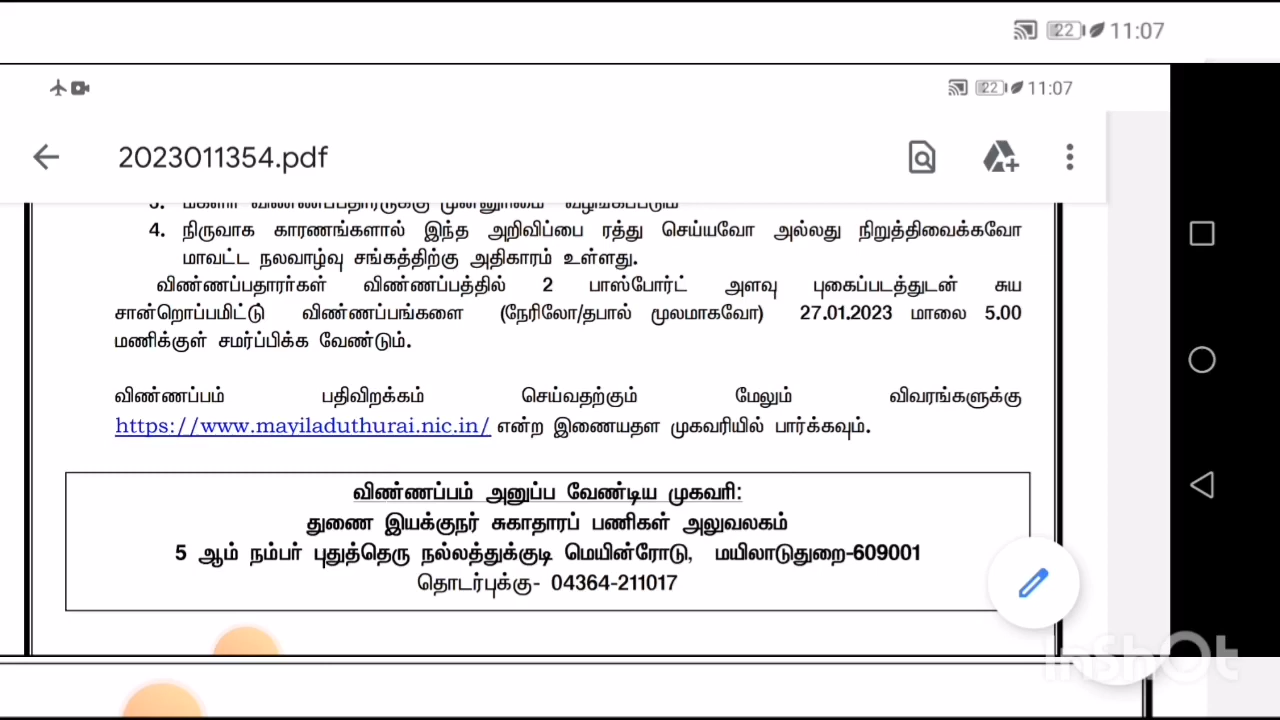 22 11:07
22 11:07
2023011354.pdf
4. நிருவாக காரணங்களால் இந்த அறிவிப்பை ரத்து செய்யவோ அல்லது நிறுத்திவைக்கவோ
மாவட்ட நலவாழ்வு சங்கத்திற்கு அதிகாரம் உள்ளது.
விண்ணப்பதாரர்கள் விண்ணப்பத்தில் 2 பாஸ்போர்ட் அளவு புகைப்படத்துடன் சுய
சான்றொப்பமிட்டு விண்ணப்பங்களை (நேரிலோ/தபால் மூலமாகவோ) 27.01.2023 மாலை 5.00
மணிக்குள் சமர்ப்பிக்க வேண்டும்.
விண்ணப்பம் பதிவிறக்கம் செய்வதற்கும் மேலும் விவரங்களுக்கு
https://www.mayiladuthurai.nic.in/ என்ற இணையதள முகவரியில் பார்க்கவும்.
விண்ணப்பம் அனுப்ப வேண்டிய முகவரி:
துணை இயக்குநர் சுகாதாரப் பணிகள் அலுவலகம்
5 ஆம் நம்பர் புதுத்தெரு நல்லத்துக்குடி மெயின்ரோடு, மயிலாடுதுறை-609001
தொடர்புக்கு- 04364-211017
InShOt